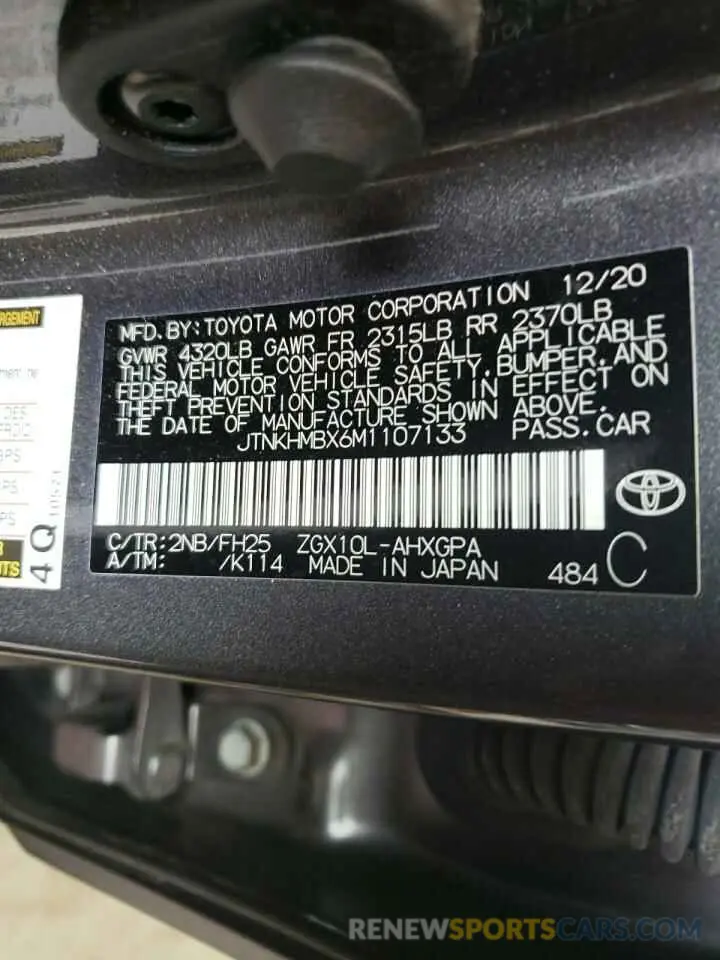 MFD. BY: TOYOTA MOTOR CORPORATION 12/20
GVWR 4320LB GAWR FR 2315LB RR 2370LB
THIS VEHICLE CONFORMS TO ALL APPLICABLE
FEDERAL MOTOR VEHICLE SAFETY, BUMPER, AND
THEFT PREVENTION STANDARDS IN EFFECT ON
THE DATE OF MANUFACTURE SHOWN ABOVE.
JTNKHMBX6M1107133 PASS.CAR
C/TR: 2NB/FH25 ZGX10L-AHXGPA
A/TM: /K114 MADE IN JAPAN 484 C
4Q
RENEWSPORTSCARS.COM